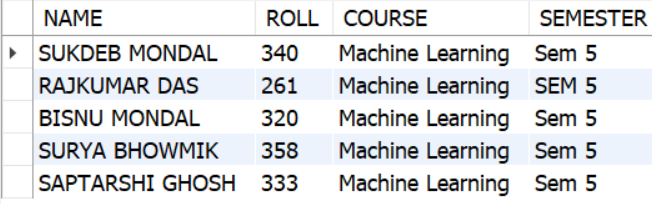 NAME ROLL COURSE SEMESTER
SUKDEB MONDAL 340 Machine Learning Sem 5
RAJKUMAR DAS 261 Machine Learning SEM 5
BISNU MONDAL 320 Machine Learning Sem 5
SURYA BHOWMIK 358 Machine Learning Sem 5
SAPTARSHI GHOSH 333 Machine Learning Sem 5